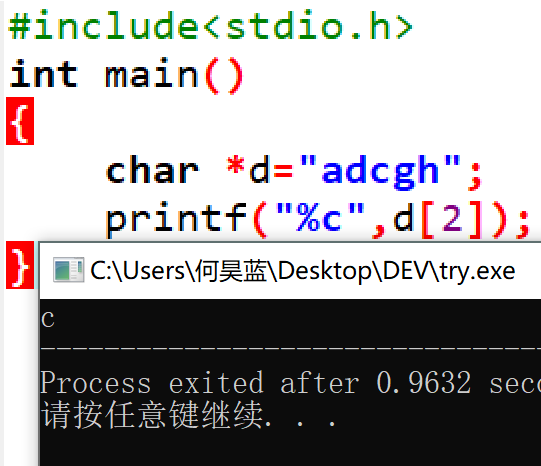 #include<stdio.h>
int main()
{
char *d="adcgh";
printf("%c",d[2]);
}
C:\Users\何昊蓝\Desktop\DEV\try.exe
c
--------------------------------
Process exited after 0.9632 seco
请按任意键继续. . .